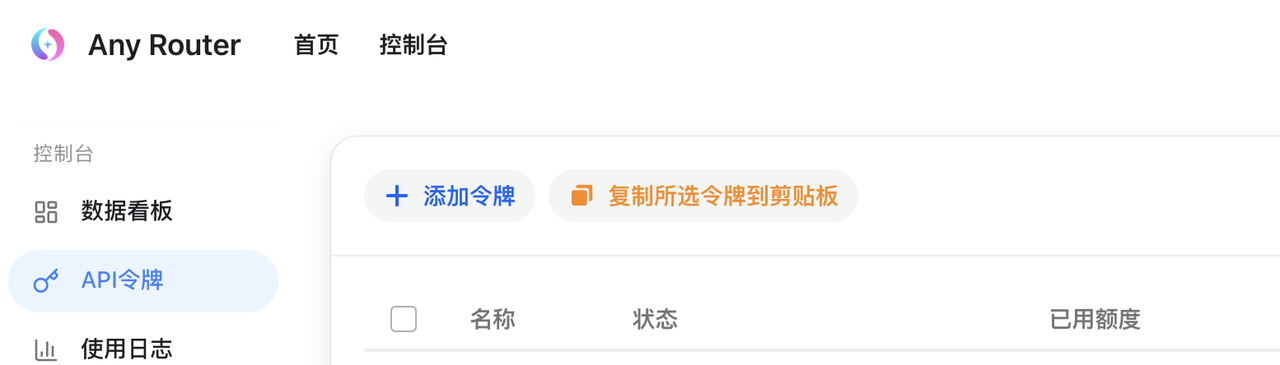 Any Router 首页 控制台
控制台
数据看板
API令牌
使用日志
添加令牌 复制所选令牌到剪贴板
名称 状态 已用额度